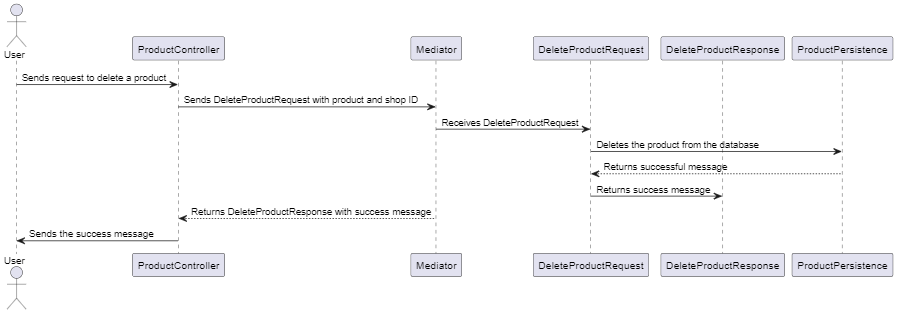 User
ProductController
Mediator
DeleteProductRequest
DeleteProductResponse
ProductPersistence
Sends request to delete a product
Sends DeleteProductRequest with product and shop ID
Receives DeleteProductRequest
Deletes the product from the database
Returns successful message
Returns success message
Returns DeleteProductResponse with success message
Sends the success message
User
ProductController
Mediator
DeleteProductRequest
DeleteProductResponse
ProductPersistence